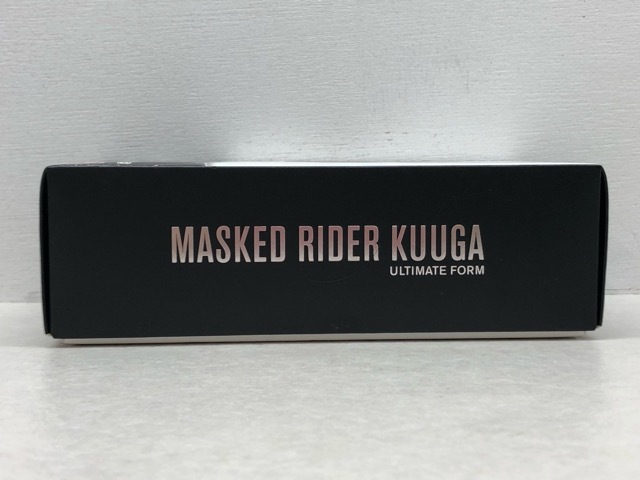 MASKED RIDER KUUGA
ULTIMATE FORM